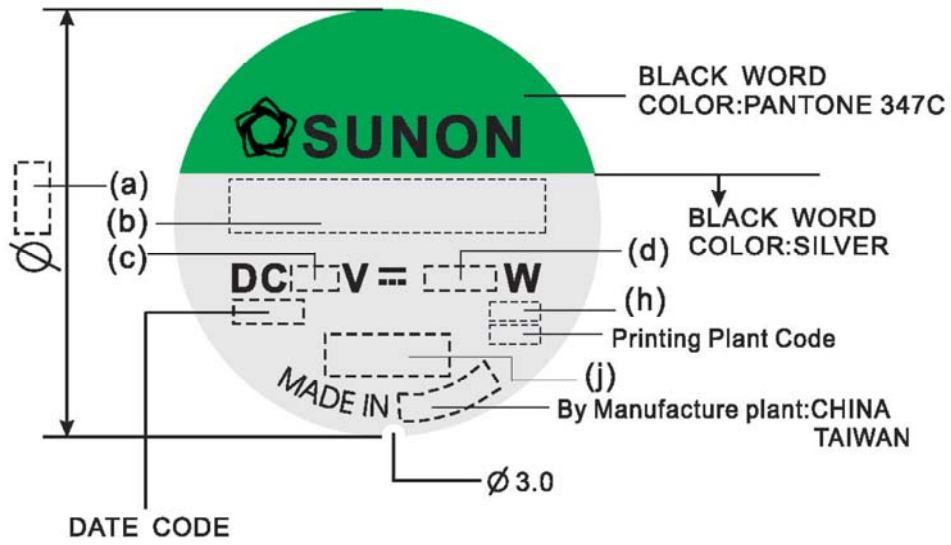 BLACK WORD
COLOR:PANTONE 347C
SUNON
(a)
(b)
BLACK WORD
COLOR:SILVER
(c)
(d)
DC V W
(h)
Printing Plant Code
(j)
MADE IN
By Manufacture plant:CHINA
TAIWAN
Ø
Ø 3.0
DATE CODE